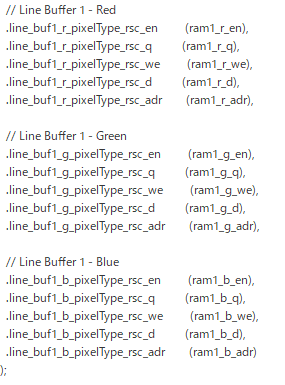 // Line Buffer 1 - Red
.line_buf1_r_pixelType_rsc_en (ram1_r_en),
.line_buf1_r_pixelType_rsc_q (ram1_r_q),
.line_buf1_r_pixelType_rsc_we (ram1_r_we),
.line_buf1_r_pixelType_rsc_d (ram1_r_d),
.line_buf1_r_pixelType_rsc_adr (ram1_r_adr),
// Line Buffer 1 - Green
.line_buf1_g_pixelType_rsc_en (ram1_g_en),
.line_buf1_g_pixelType_rsc_q (ram1_g_q),
.line_buf1_g_pixelType_rsc_we (ram1_g_we),
.line_buf1_g_pixelType_rsc_d (ram1_g_d),
.line_buf1_g_pixelType_rsc_adr (ram1_g_adr),
// Line Buffer 1 - Blue
.line_buf1_b_pixelType_rsc_en (ram1_b_en),
.line_buf1_b_pixelType_rsc_q (ram1_b_q),
.line_buf1_b_pixelType_rsc_we (ram1_b_we),
.line_buf1_b_pixelType_rsc_d (ram1_b_d),
.line_buf1_b_pixelType_rsc_adr (ram1_b_adr)
);